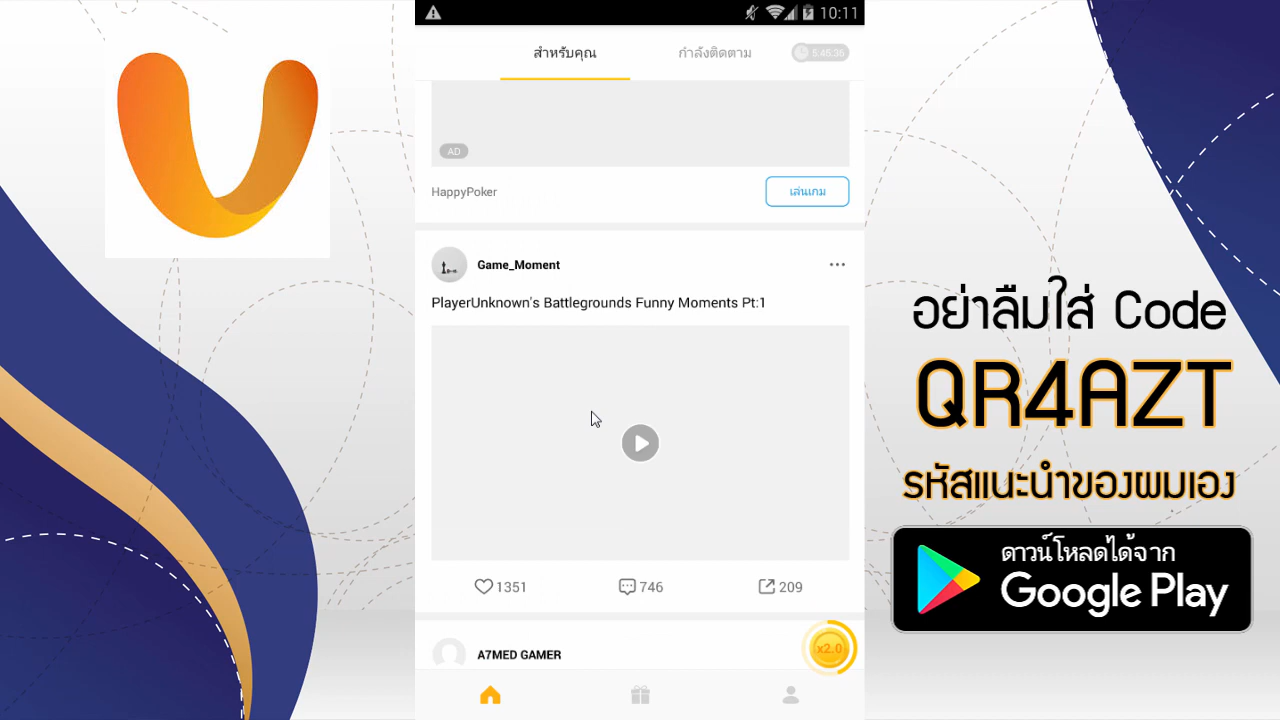 10:11
สำหรับคุณ
กำลังติดตาม
5:45:36
AD
HappyPoker
เล่นเกม
Game_Moment
PlayerUnknown's Battlegrounds Funny Moments Pt:1
1351
746
209
A7MED GAMER
x2.0
อย่าลืมใส่ Code
QR4AZT
รหัสแนะนำของผมเอง
ดาวน์โหลดได้จาก
Google Play